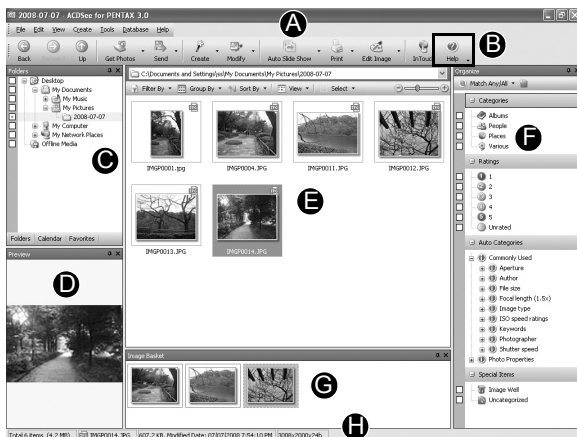 2008-07-07 - ACDSee for PENTAX 3.0
A
File Edit View Create Tools Database Help
Back Forward Up Get Photos Send Create Modify Auto Slide Show Print Edit Image InTouch Help
B
Folders
Desktop
My Documents
My Music
My Pictures
2008-07-07
My Computer
My Network Places
Offline Media
C
Folders Calendar Favorites
Preview
D
C:\Documents and Settings\ps\My Documents\My Pictures\2008-07-07
Filter By Group By Sort By View Select
IMGP0001.jpg IMGP0004.JPG IMGP0011.JPG IMGP0012.JPG
E
IMGP0013.JPG IMGP0014.JPG
Image Basket
G
Organize
Match Any/All
Categories
Albums
People
Places
Various
F
Ratings
1
2
3
4
5
Unrated
Auto Categories
Commonly Used
Aperture
Author
File size
Focal length (1.5x)
Image type
ISO speed ratings
Keywords
Photographer
Shutter speed
Photo Properties
Special Items
Image Well
Uncategorized
H
Total 6 items (4.2 MB) IMGP0014.JPG 607.2 KB, Modified Date: 07/07/2008 7:54:10 PM 3008x2000x24b